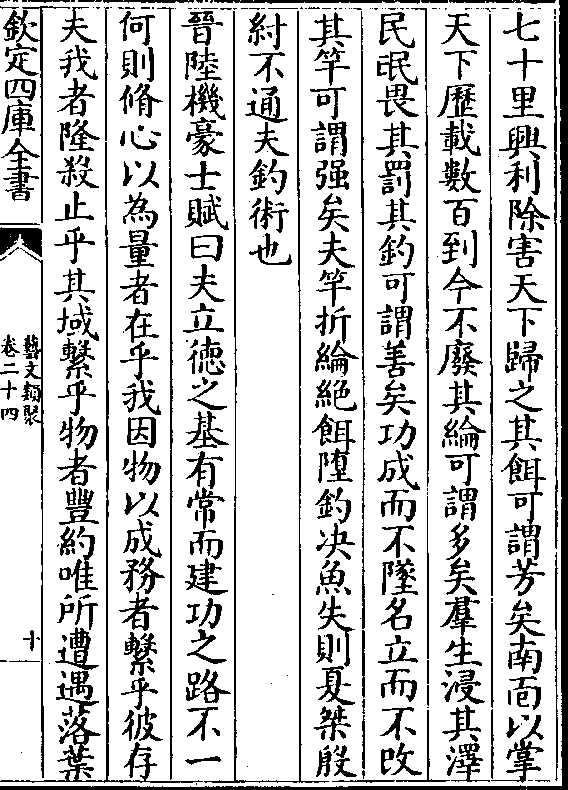 七十里興利除害天下歸之其餌可謂芳矣南面以掌
天下歷載數百到今不廢其綸可謂多矣羣生浸其澤
民氓畏其罰其釣可謂善矣功成而不墜名立而不改
其竿可謂强矣夫竿折綸絶餌墮釣决魚失則夏桀殷
紂不通夫釣術也
晉陸機豪士賦曰夫立徳之基有常而建功之路不一
何則脩心以為量者在乎我因物以成務者繫乎彼存
夫我者隆殺止乎其域繫乎物者豐約唯所遭遇落葉
欽定四庫全書
藝文類聚
卷二十四
十